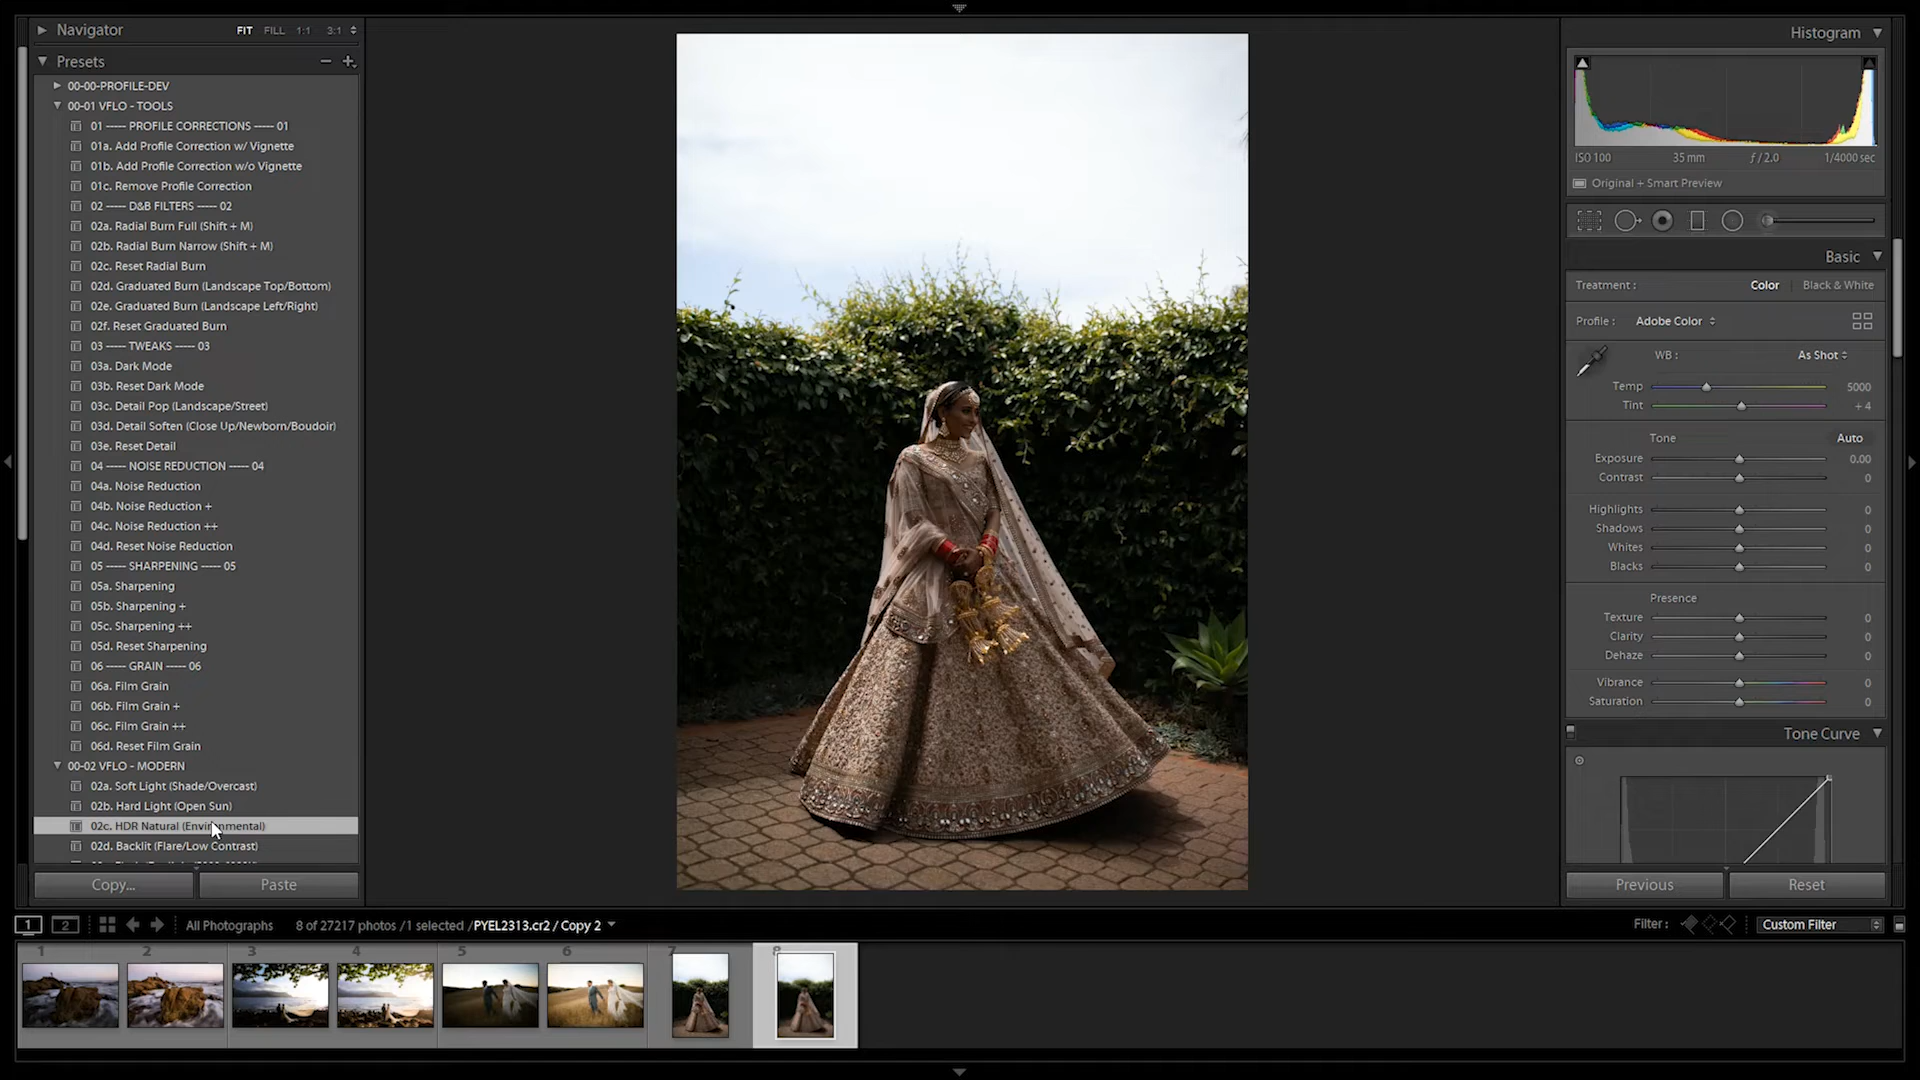 Navigator FIT FILL 1:1 3:1
Presets
00-00-PROFILE-DEV
00-01 VFLO - TOOLS
01 ----- PROFILE CORRECTIONS ----- 01
01a. Add Profile Correction w/ Vignette
01b. Add Profile Correction w/o Vignette
01c. Remove Profile Correction
02 ----- D&B FILTERS ----- 02
02a. Radial Burn Full (Shift + M)
02b. Radial Burn Narrow (Shift + M)
02c. Reset Radial Burn
02d. Graduated Burn (Landscape Top/Bottom)
02e. Graduated Burn (Landscape Left/Right)
02f. Reset Graduated Burn
03 ----- TWEAKS ----- 03
03a. Dark Mode
03b. Reset Dark Mode
03c. Detail Pop (Landscape/Street)
03d. Detail Soften (Close Up/Newborn/Boudoir)
03e. Reset Detail
04 ----- NOISE REDUCTION ----- 04
04a. Noise Reduction
04b. Noise Reduction +
04c. Noise Reduction ++
04d. Reset Noise Reduction
05 ----- SHARPENING ----- 05
05a. Sharpening
05b. Sharpening +
05c. Sharpening ++
05d. Reset Sharpening
06 ----- GRAIN ----- 06
06a. Film Grain
06b. Film Grain +
06c. Film Grain ++
06d. Reset Film Grain
00-02 VFLO - MODERN
02a. Soft Light (Shade/Overcast)
02b. Hard Light (Open Sun)
02c. HDR Natural (Environmental)
02d. Backlit (Flare/Low Contrast)
Copy... Paste
Histogram
ISO 100 35 mm ƒ / 2.0 1/4000 sec
Original + Smart Preview
Basic
Treatment : Color Black & White
Profile : Adobe Color
WB : As Shot
Temp 5000
Tint + 4
Tone Auto
Exposure 0.00
Contrast 0
Highlights 0
Shadows 0
Whites 0
Blacks 0
Presence
Texture 0
Clarity 0
Dehaze 0
Vibrance 0
Saturation 0
Tone Curve
Previous Reset
1 2 All Photographs 8 of 27217 photos /1 selected /PYEL2313.cr2 / Copy 2 Filter : Custom Filter
1 2 3 4 5 6 7 8